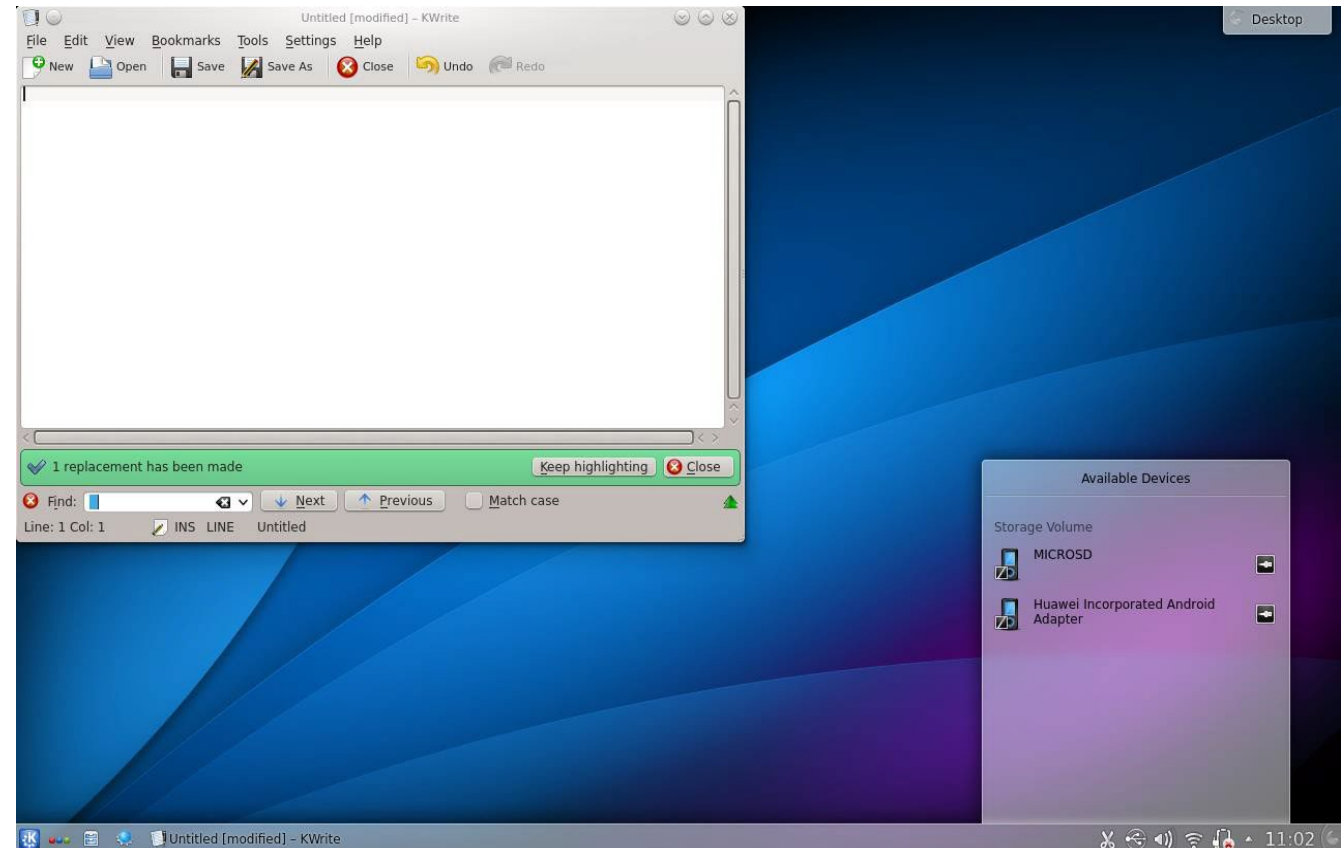 Untitled [modified] – KWrite
File Edit View Bookmarks Tools Settings Help
New Open Save Save As Close Undo Redo
1 replacement has been made Keep highlighting Close
Find: Next Previous Match case
Line: 1 Col: 1 INS LINE Untitled
Desktop
Available Devices
Storage Volume
MICROSD
Huawei Incorporated Android
Adapter
Untitled [modified] – KWrite
11:02